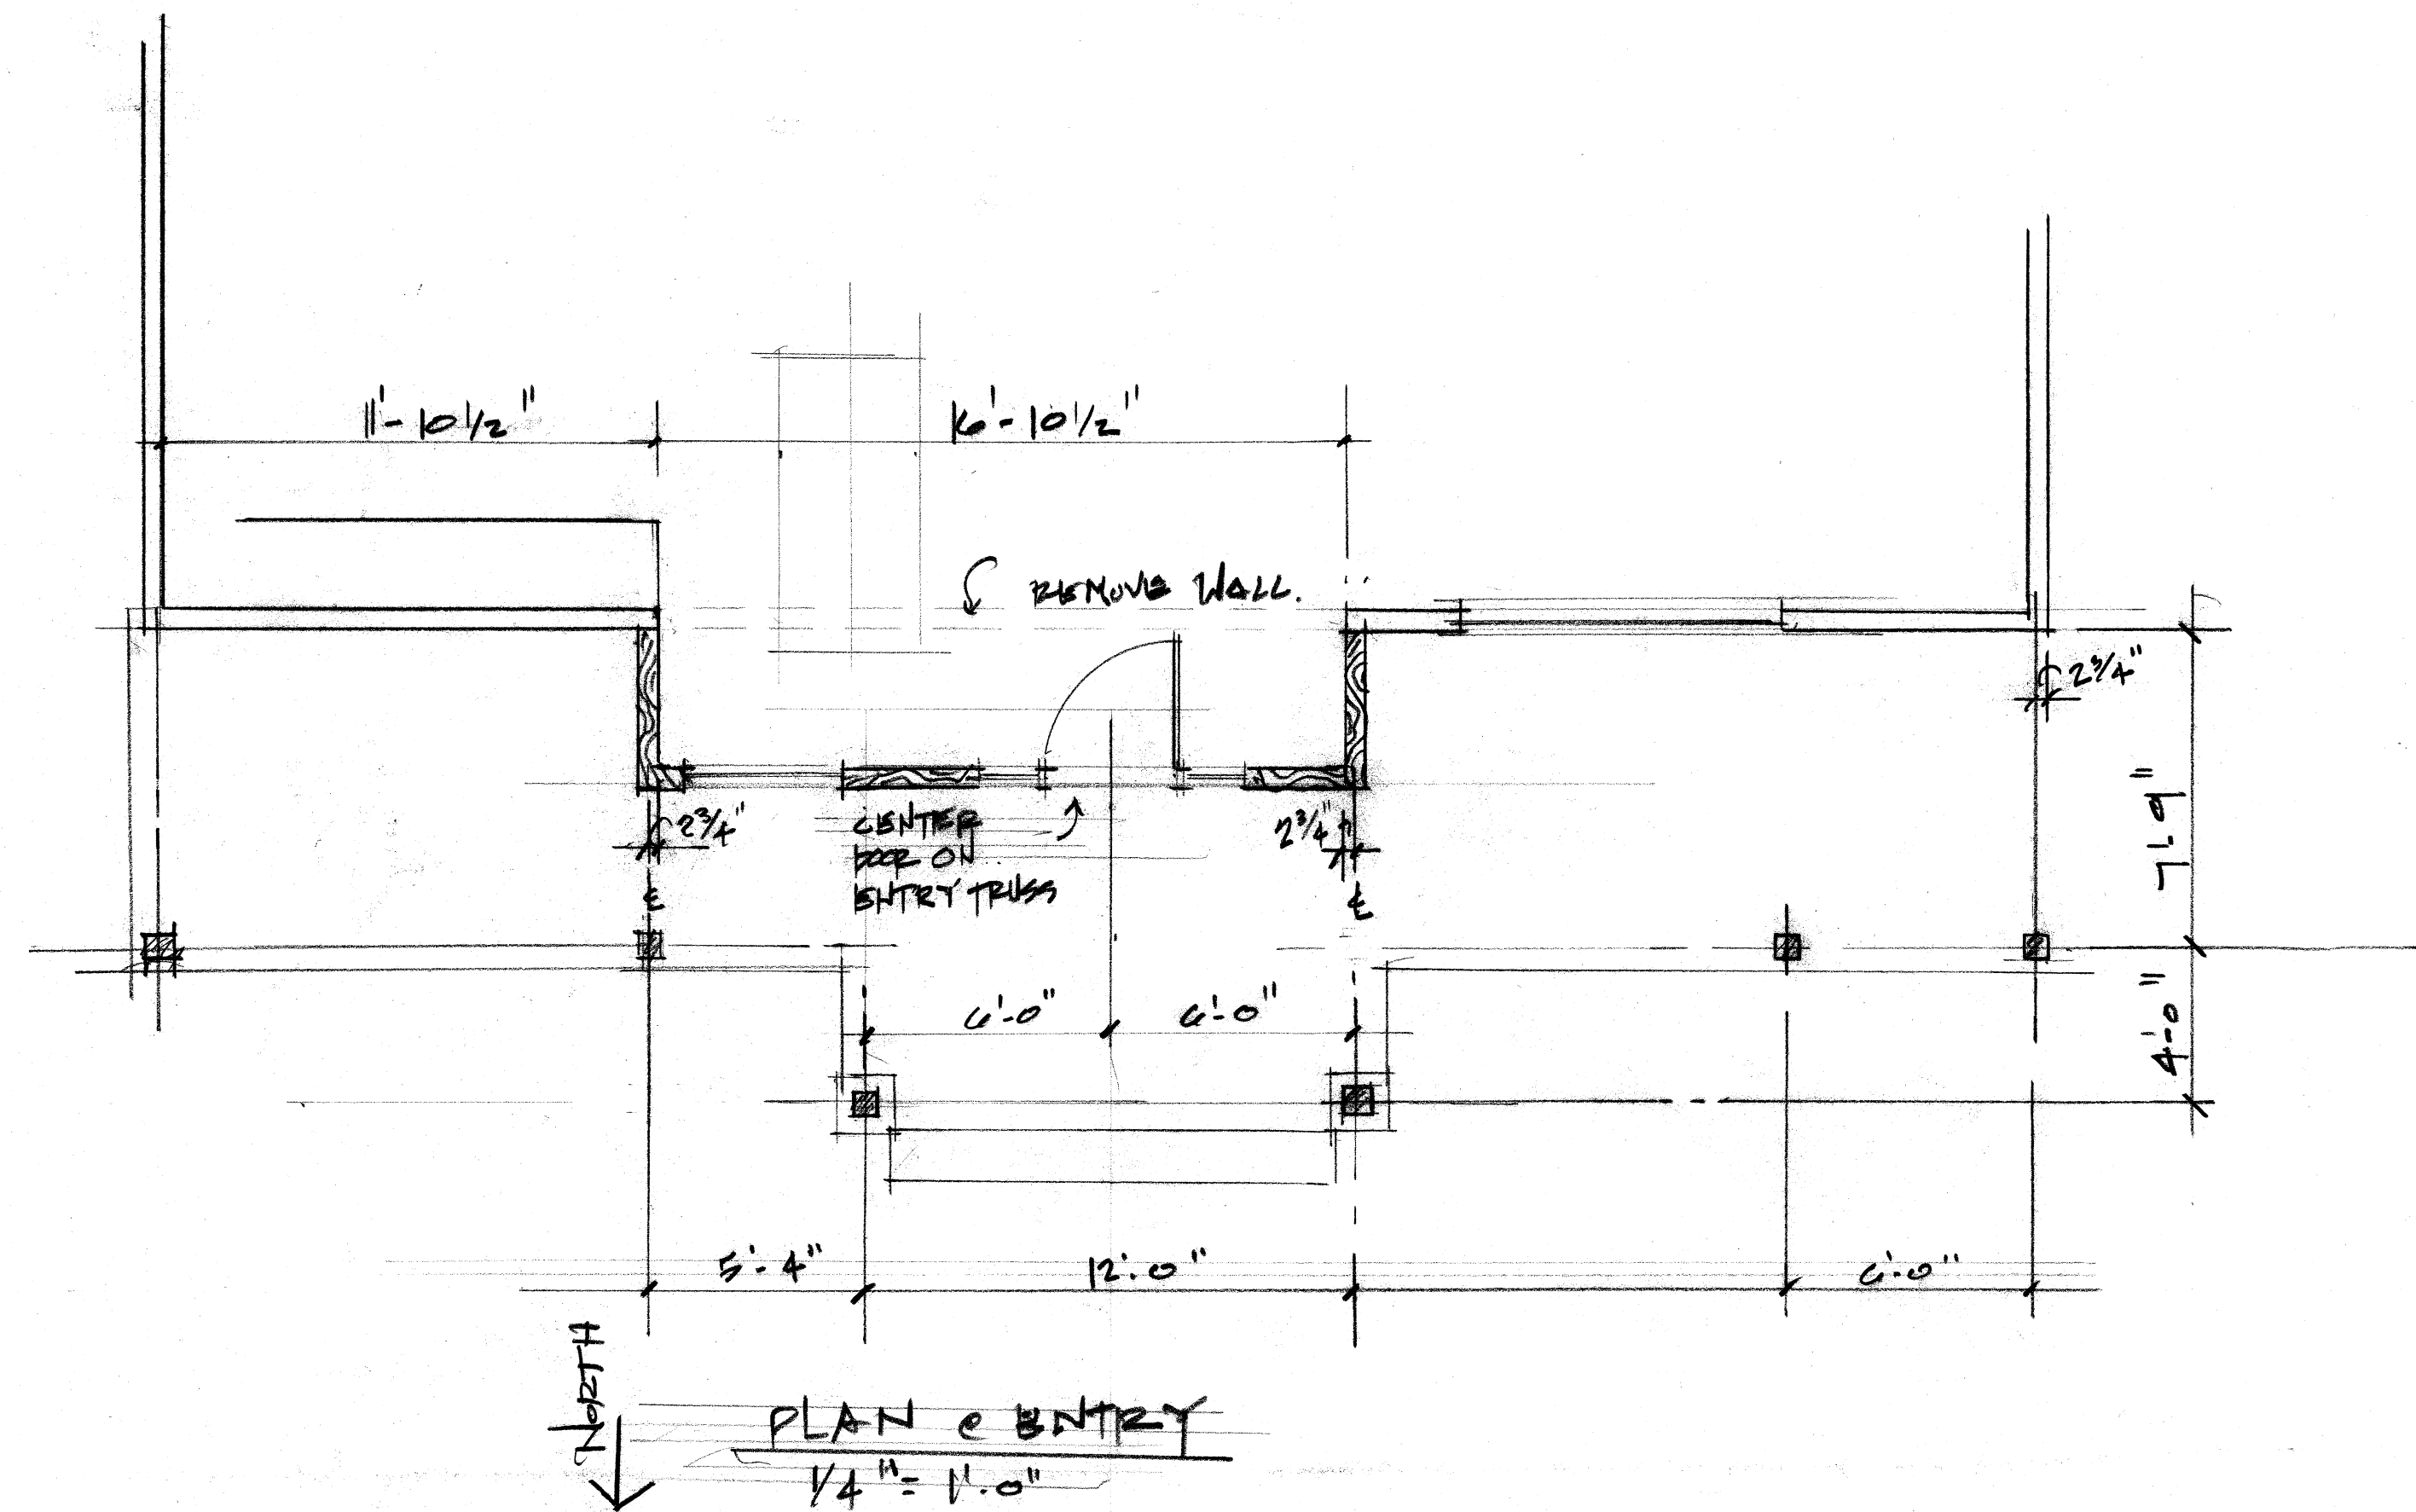 11'-10 1/2"
16'-10 1/2"
REMOVE WALL.
2 3/4"
7'-9"
2 3/4"
2 3/4"
CENTER
DOOR ON
ENTRY TRUSS
℄
℄
6'-0"
6'-0"
4'-0"
5'-4"
12'-0"
6'-0"
NORTH
PLAN @ ENTRY
1/4" = 1'-0"